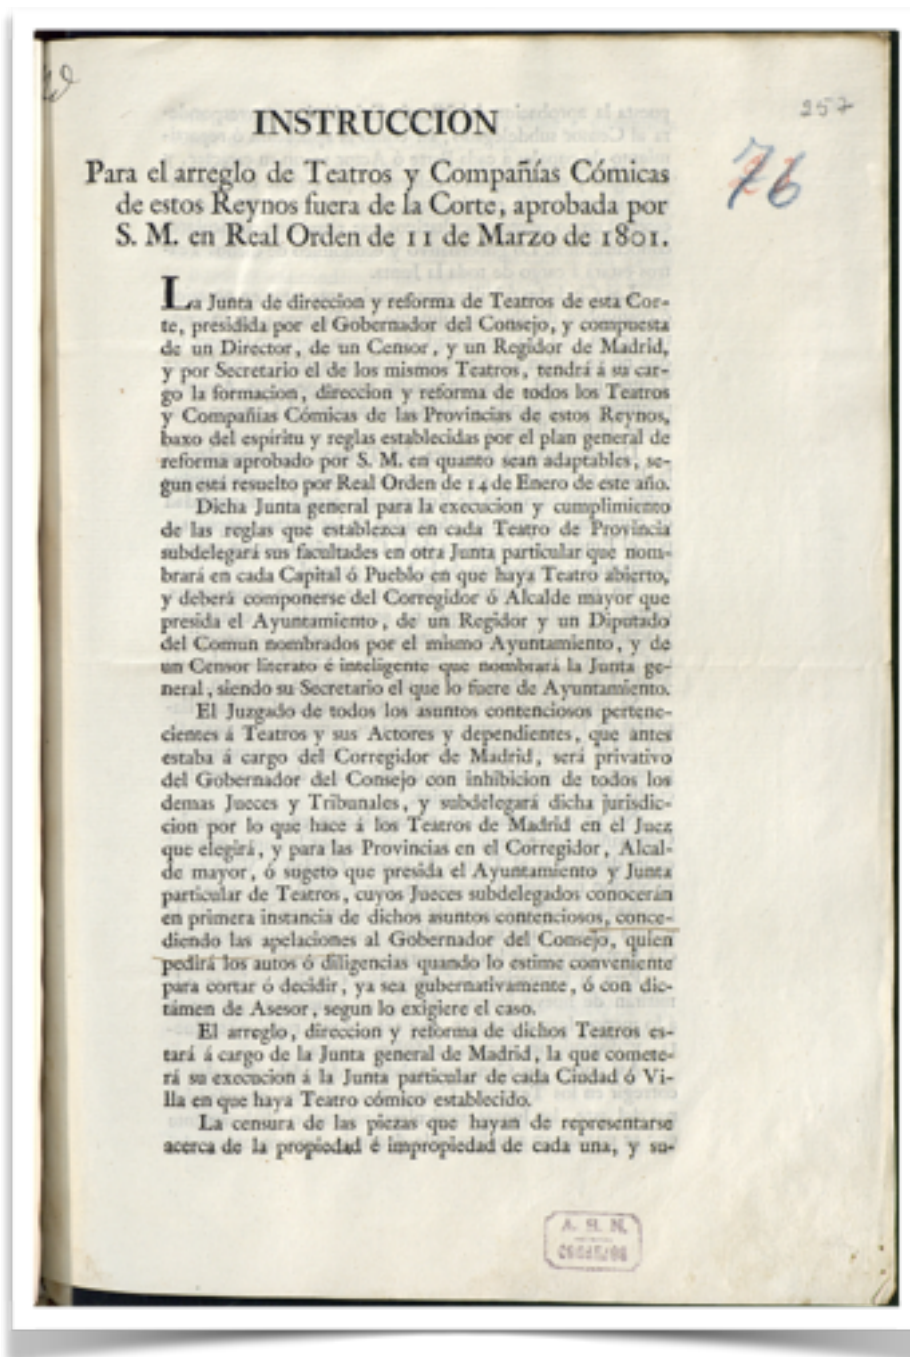 257
76
INSTRUCCION
Para el arreglo de Teatros y Compañías Cómicas
de estos Reynos fuera de la Corte, aprobada por
S. M. en Real Orden de 11 de Marzo de 1801.
La Junta de direccion y reforma de Teatros de esta Cor-
te, presidida por el Gobernador del Consejo, y compuesta
de un Director, de un Censor, y un Regidor de Madrid,
y por Secretario el de los mismos Teatros, tendrá á su car-
go la formacion, direccion y reforma de todos los Teatros
y Compañías Cómicas de las Provincias de estos Reynos,
baxo del espíritu y reglas establecidas por el plan general de
reforma aprobado por S. M. en quanto sean adaptables, se-
gun está resuelto por Real Orden de 14 de Enero de este año.
Dicha Junta general para la execucion y cumplimiento
de las reglas que establezca en cada Teatro de Provincia
subdelegará sus facultades en otra Junta particular que nom-
brará en cada Capital ó Pueblo en que haya Teatro abierto,
y deberá componerse del Corregidor ó Alcalde mayor que
presida el Ayuntamiento, de un Regidor y un Diputado
del Comun nombrados por el mismo Ayuntamiento, y de
un Censor literato é inteligente que nombrará la Junta ge-
neral, siendo su Secretario el que lo fuere de Ayuntamiento.
El Juzgado de todos los asuntos contenciosos pertene-
cientes á Teatros y sus Actores y dependientes, que antes
estaba á cargo del Corregidor de Madrid, será privativo
del Gobernador del Consejo con inhibicion de todos los
demas Jueces y Tribunales, y subdelegará dicha jurisdic-
cion por lo que hace á los Teatros de Madrid en el Juez
que elegirá, y para las Provincias en el Corregidor, Alcal-
de mayor, ó sugeto que presida el Ayuntamiento y Junta
particular de Teatros, cuyos Jueces subdelegados conocerán
en primera instancia de dichos asuntos contenciosos, conce-
diendo las apelaciones al Gobernador del Consejo, quien
pedirá los autos ó diligencias quando lo estime conveniente
para cortar ó decidir, ya sea gubernativamente, ó con dic-
támen de Asesor, segun lo exigiere el caso.
El arreglo, direccion y reforma de dichos Teatros es-
tará á cargo de la Junta general de Madrid, la que comete-
rá su execucion á la Junta particular de cada Ciudad ó Vi-
lla en que haya Teatro cómico establecido.
La censura de las piezas que hayan de representarse
acerca de la propiedad é impropiedad de cada una, y su-
A. H. N.